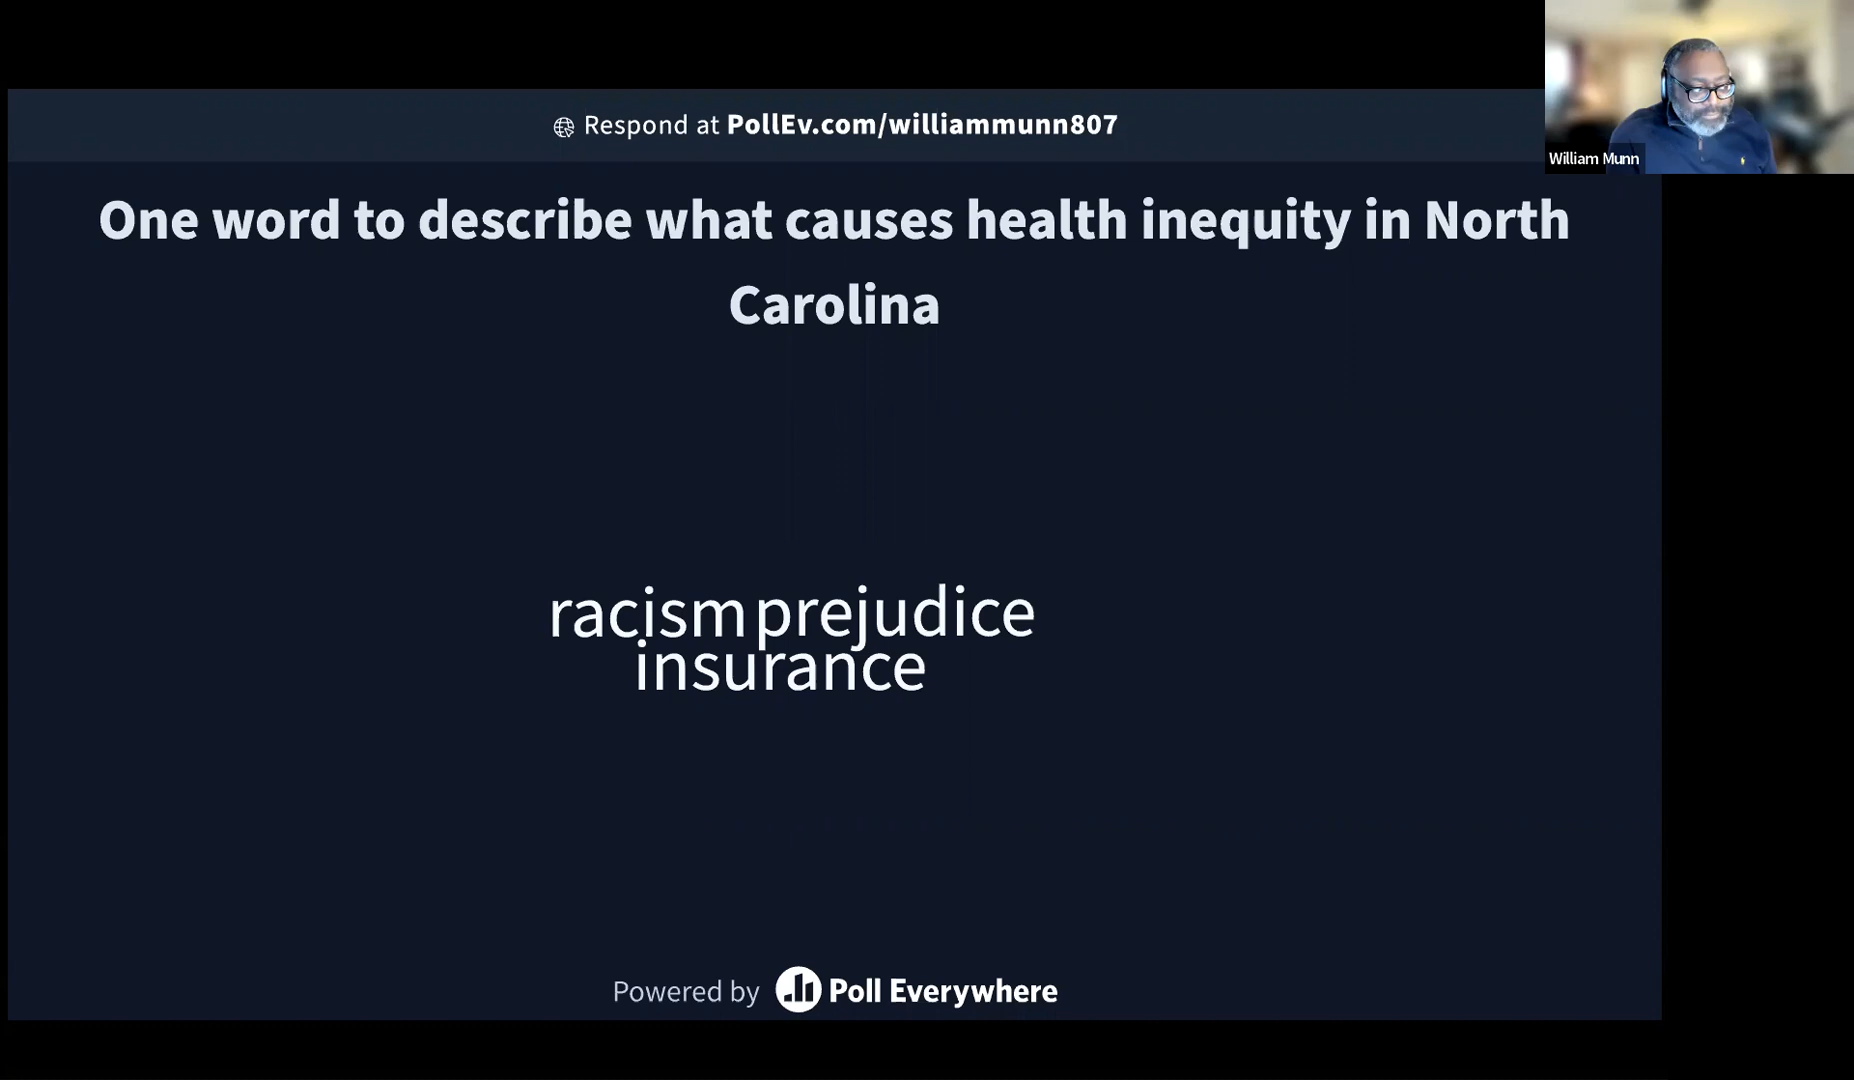 Respond at PollEv.com/williammunn807
William Munn
One word to describe what causes health inequity in North
Carolina
racism prejudice
insurance
Powered by Poll Everywhere